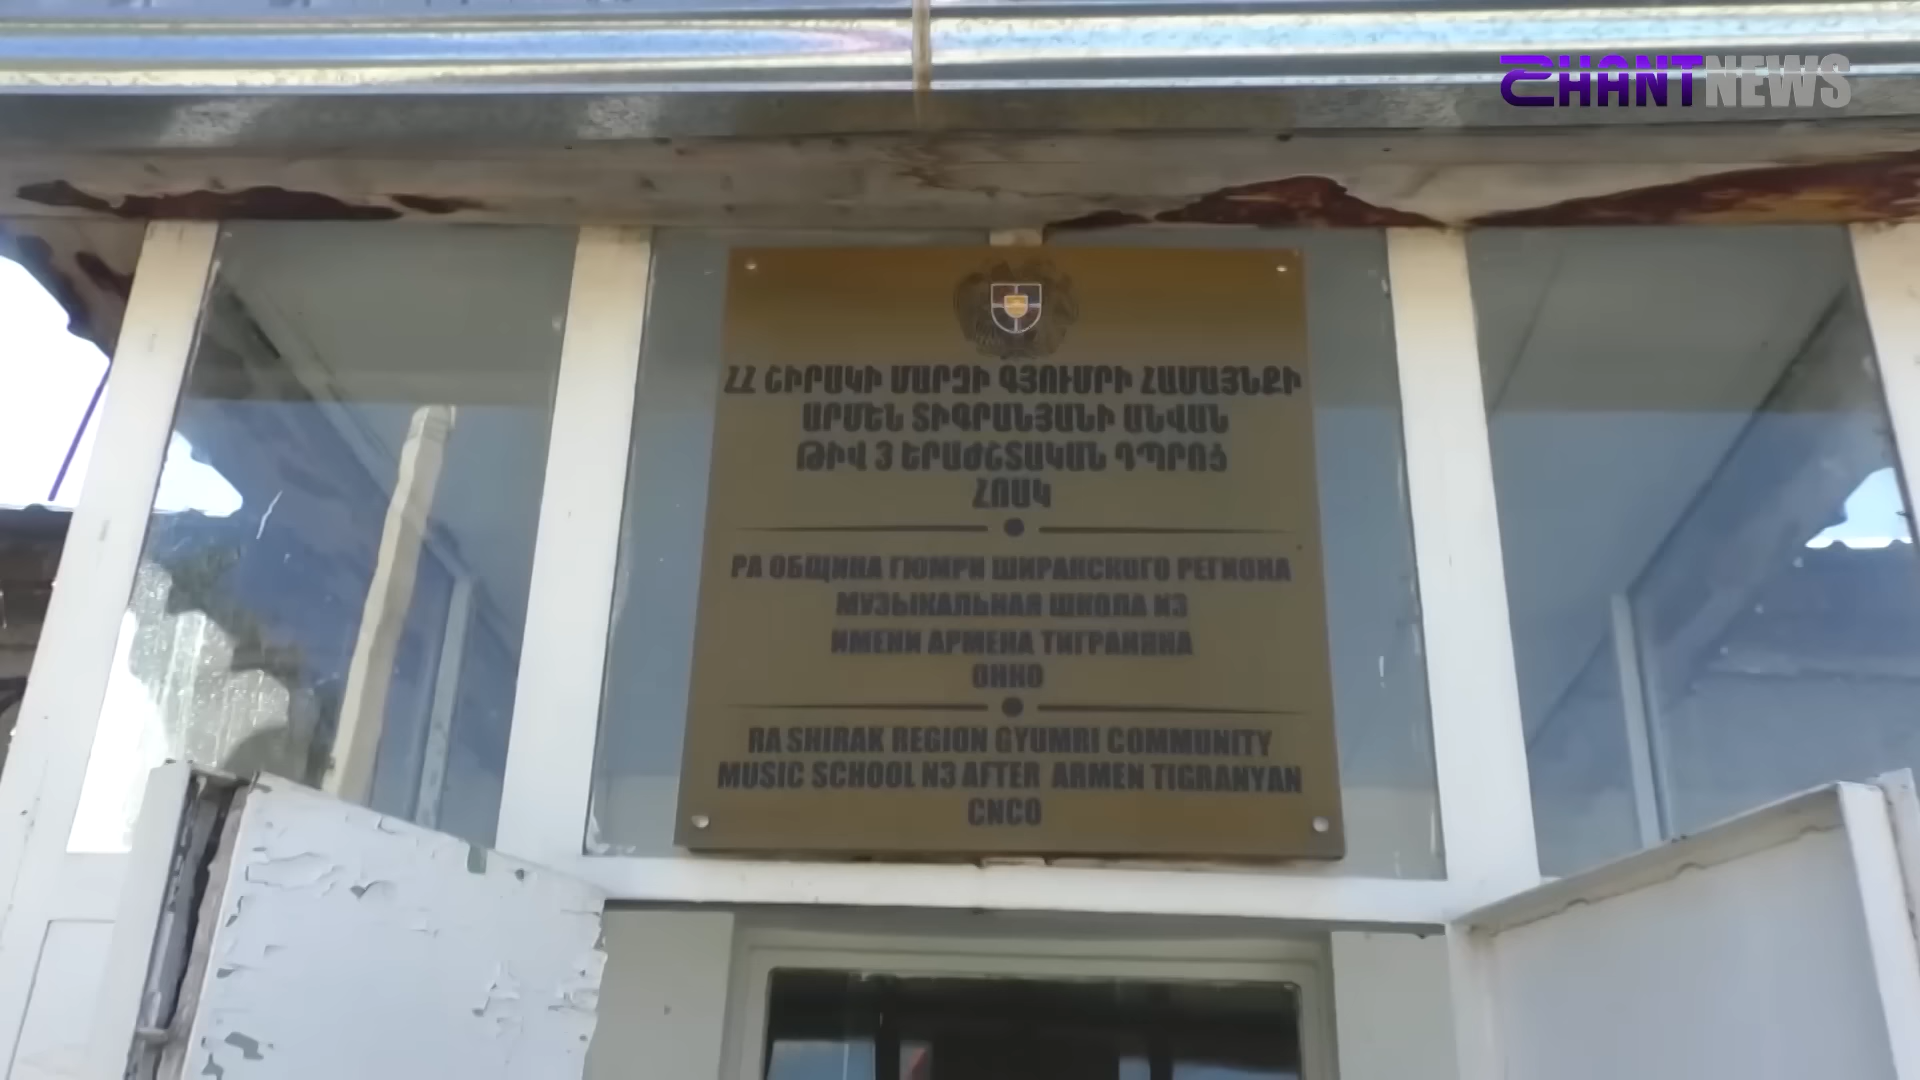 ZHANTNEWS
ՀՀ ՇԻՐԱԿԻ ՄԱՐԶԻ ԳՅՈՒՄՐԻ ՀԱՄԱՅՆՔԻ
ԱՐՄԵՆ ՏԻԳՐԱՆՅԱՆԻ ԱՆՎԱՆ
ԹԻՎ 3 ԵՐԱԺՇՏԱԿԱՆ ԴՊՐՈՑ
ՀՈԱԿ
РА ОБЩИНА ГЮМРИ ШИРАКСКОГО РЕГИОНА
МУЗЫКАЛЬНАЯ ШКОЛА N3
ИМЕНИ АРМЕНА ТИГРАНЯНА
ОННО
RA SHIRAK REGION GYUMRI COMMUNITY
MUSIC SCHOOL N3 AFTER ARMEN TIGRANYAN
CNCO